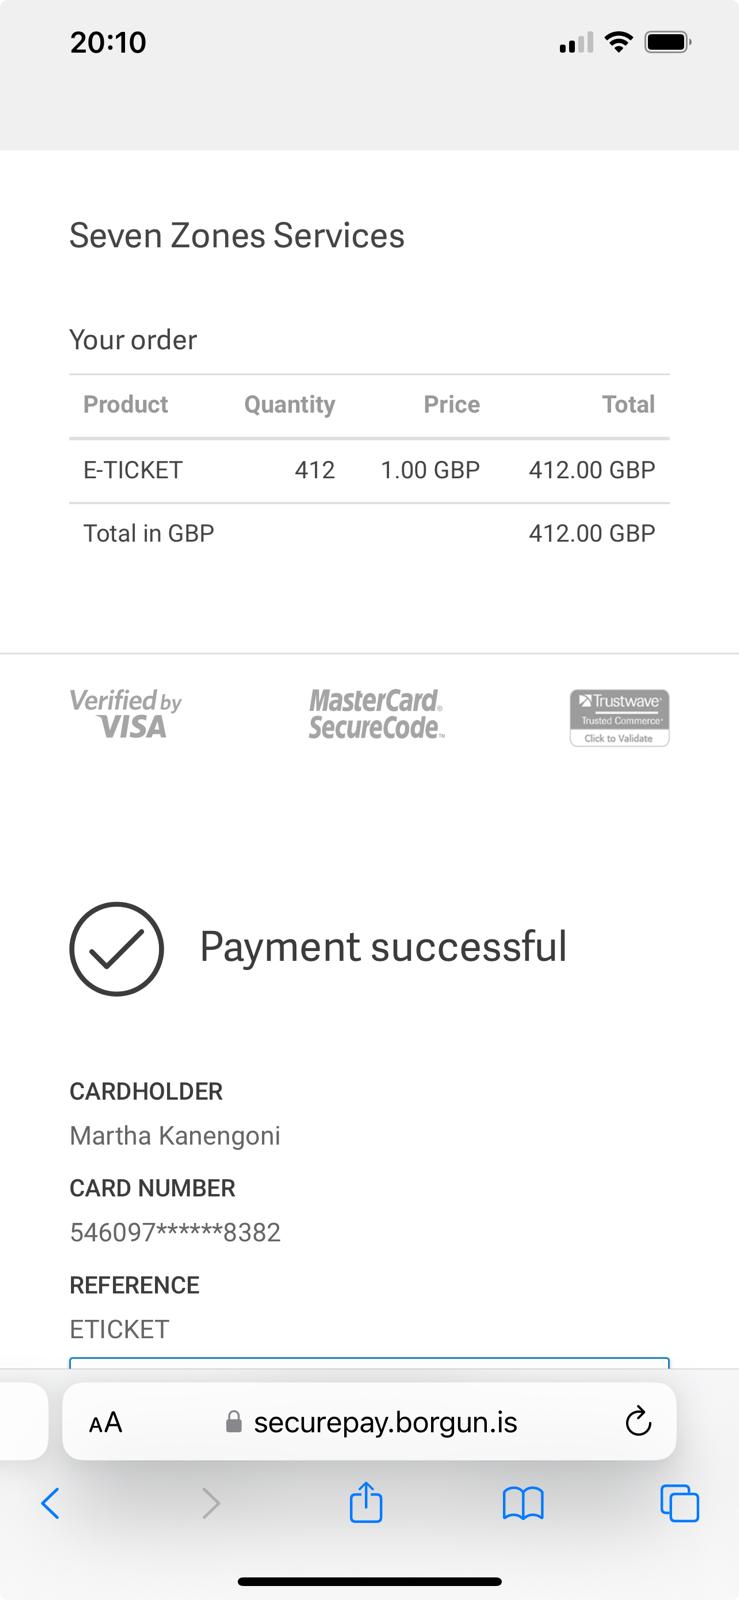 20:10
Seven Zones Services
Your order
Product Quantity Price Total
E-TICKET 412 1.00 GBP 412.00 GBP
Total in GBP 412.00 GBP
Verified by
VISA
MasterCard.
SecureCode.™
Trustwave®
Trusted Commerce®
Click to Validate
Payment successful
CARDHOLDER
Martha Kanengoni
CARD NUMBER
546097******8382
REFERENCE
ETICKET
AA securepay.borgun.is